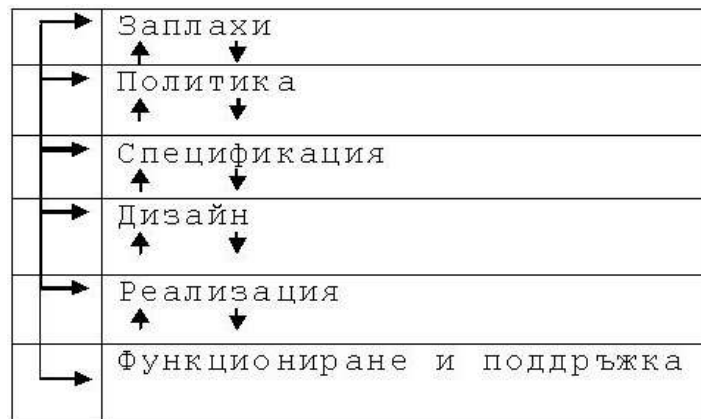 Заплахи
Политика
Спецификация
Дизайн
Реализация
Функциониране и поддръжка